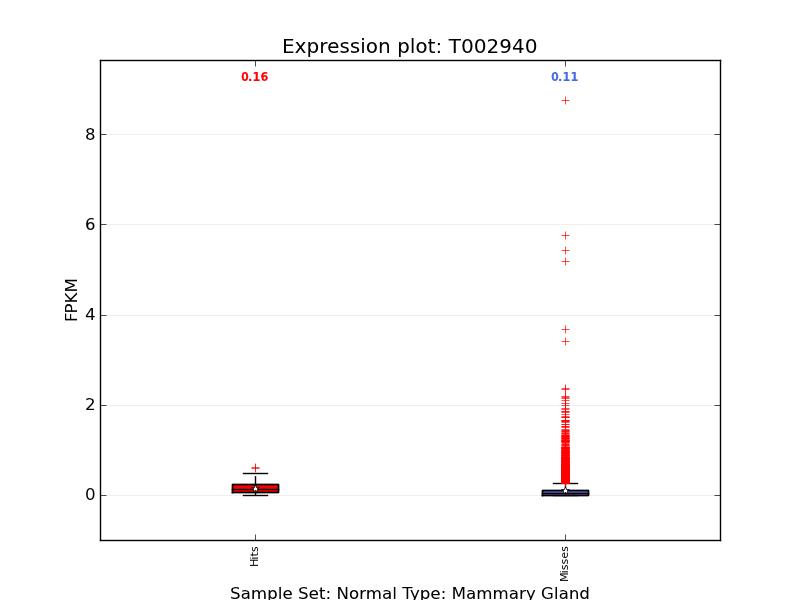 Expression plot: T002940
0.16
0.11
8
6
4
2
0
FPKM
Hits
Misses
Sample Set: Normal Type: Mammary Gland